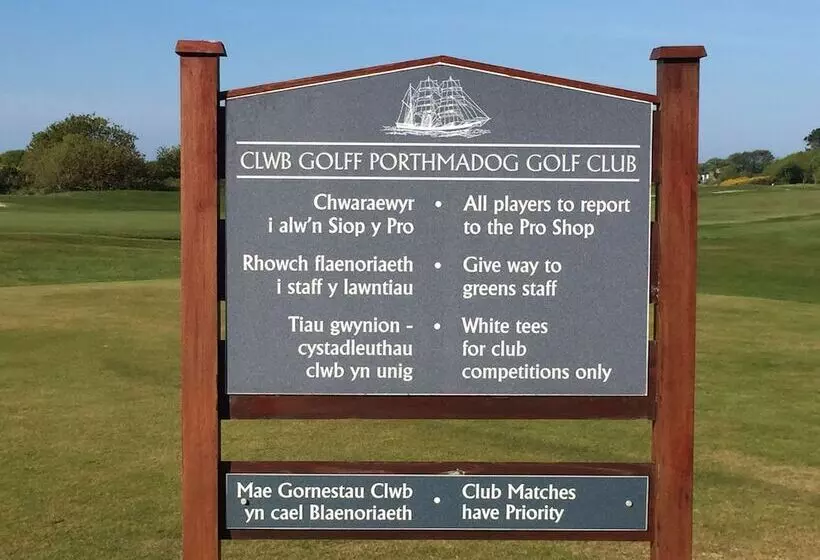 CLWB GOLFF PORTHMADOG GOLF CLUB
Chwaraewyr • All players to report
i alw'n Siop y Pro to the Pro Shop
Rhowch flaenoriaeth • Give way to
i staff y lawntiau greens staff
Tiau gwynion - • White tees
cystadleuthau for club
clwb yn unig competitions only
Mae Gornestau Clwb • Club Matches
yn cael Blaenoriaeth have Priority